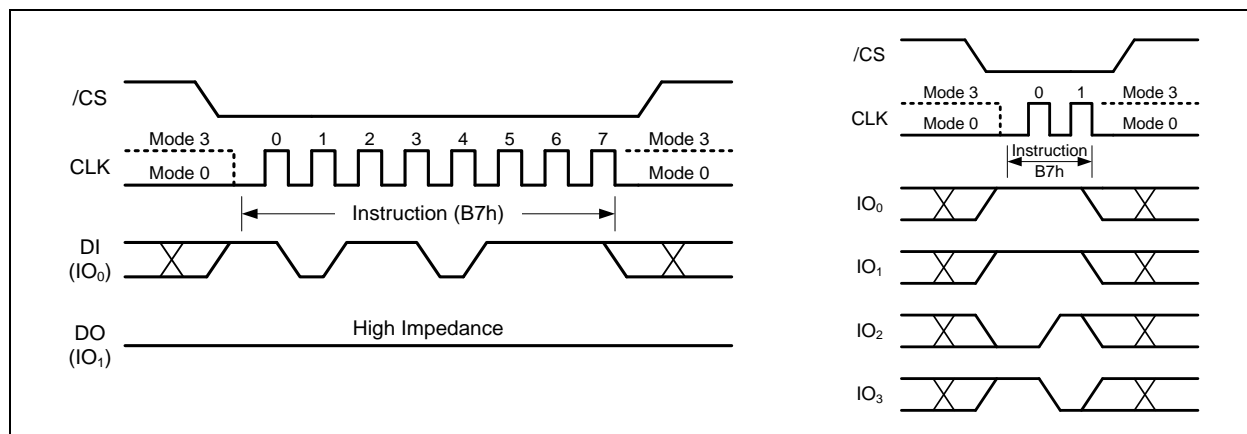 /CS
Mode 3 0 1 2 3 4 5 6 7 Mode 3
CLK Mode 0 Mode 0
Instruction (B7h)
DI
(IO0)
High Impedance
DO
(IO1)
/CS
Mode 3 0 1 Mode 3
CLK Mode 0 Mode 0
Instruction
B7h
IO0
IO1
IO2
IO3